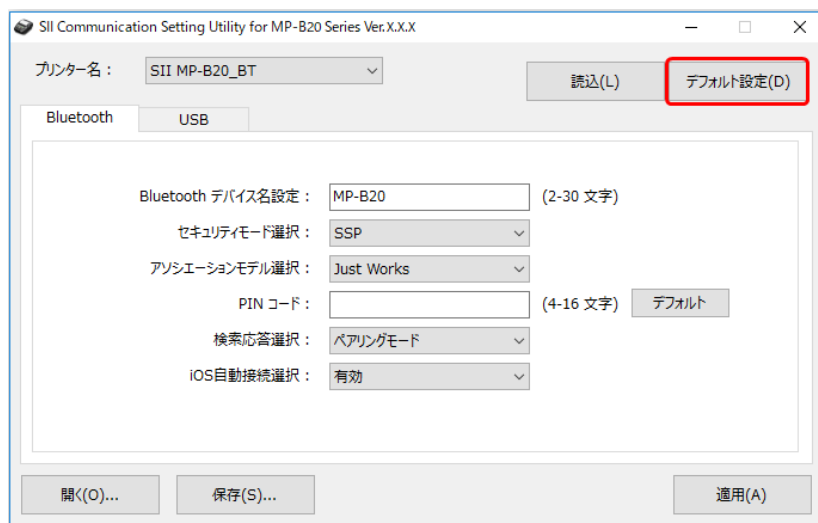 SII Communication Setting Utility for MP-B20 Series Ver.X.X.X
プリンター名： SII MP-B20_BT 読込(L) デフォルト設定(D)
Bluetooth USB
Bluetooth デバイス名設定： MP-B20 (2-30 文字)
セキュリティモード選択： SSP
アソシエーションモデル選択： Just Works
PIN コード： (4-16 文字) デフォルト
検索応答選択： ペアリングモード
iOS自動接続選択： 有効
開く(O)... 保存(S)... 適用(A)